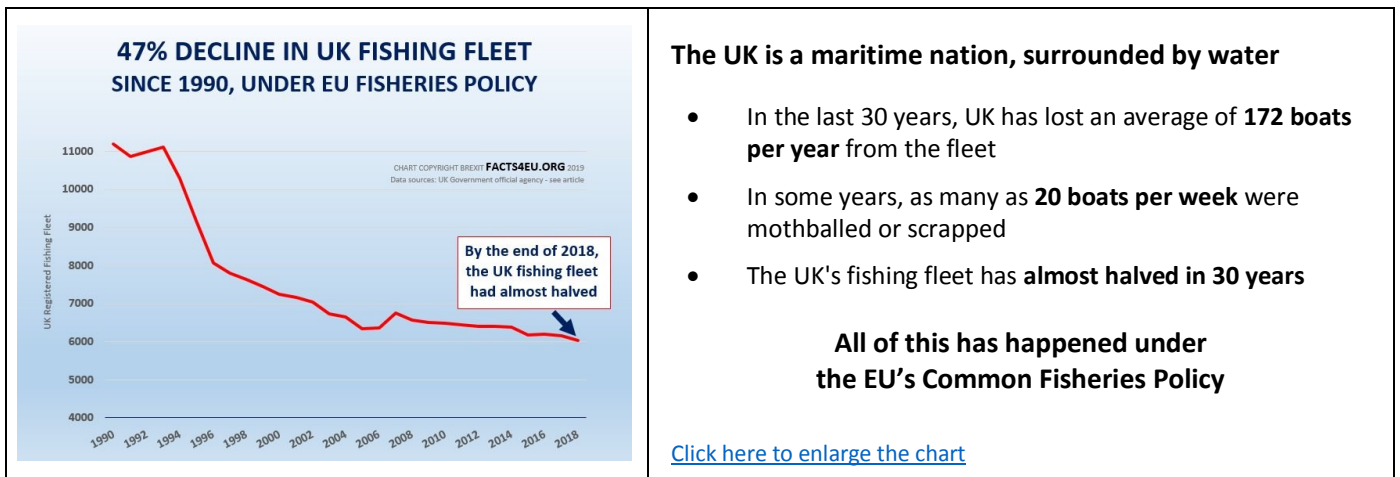 47% DECLINE IN UK FISHING FLEET
SINCE 1990, UNDER EU FISHERIES POLICY
CHART COPYRIGHT BREXIT FACTS4EU.ORG 2019
Data sources: UK Government official agency - see article
UK Registered Fishing Fleet
11000
10000
9000
8000
7000
6000
5000
4000
By the end of 2018,
the UK fishing fleet
had almost halved
1990
1992
1994
1996
1998
2000
2002
2004
2006
2008
2010
2012
2014
2016
2018
The UK is a maritime nation, surrounded by water
• In the last 30 years, UK has lost an average of 172 boats
per year from the fleet
• In some years, as many as 20 boats per week were
mothballed or scrapped
• The UK's fishing fleet has almost halved in 30 years
All of this has happened under
the EU’s Common Fisheries Policy
Click here to enlarge the chart